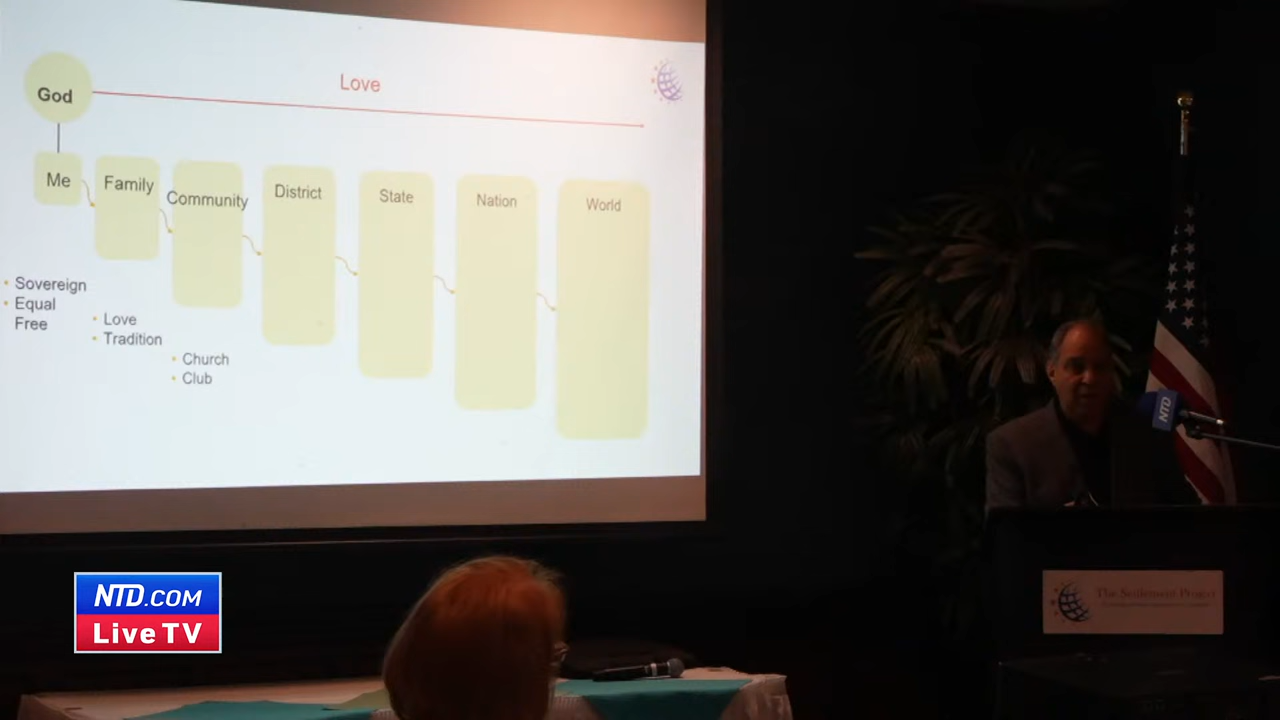 Love
God
Me
Family
Community
District
State
Nation
World
• Sovereign
• Equal
Free
• Love
• Tradition
• Church
• Club
NTD
The Settlement Project
NTD.COM
Live TV